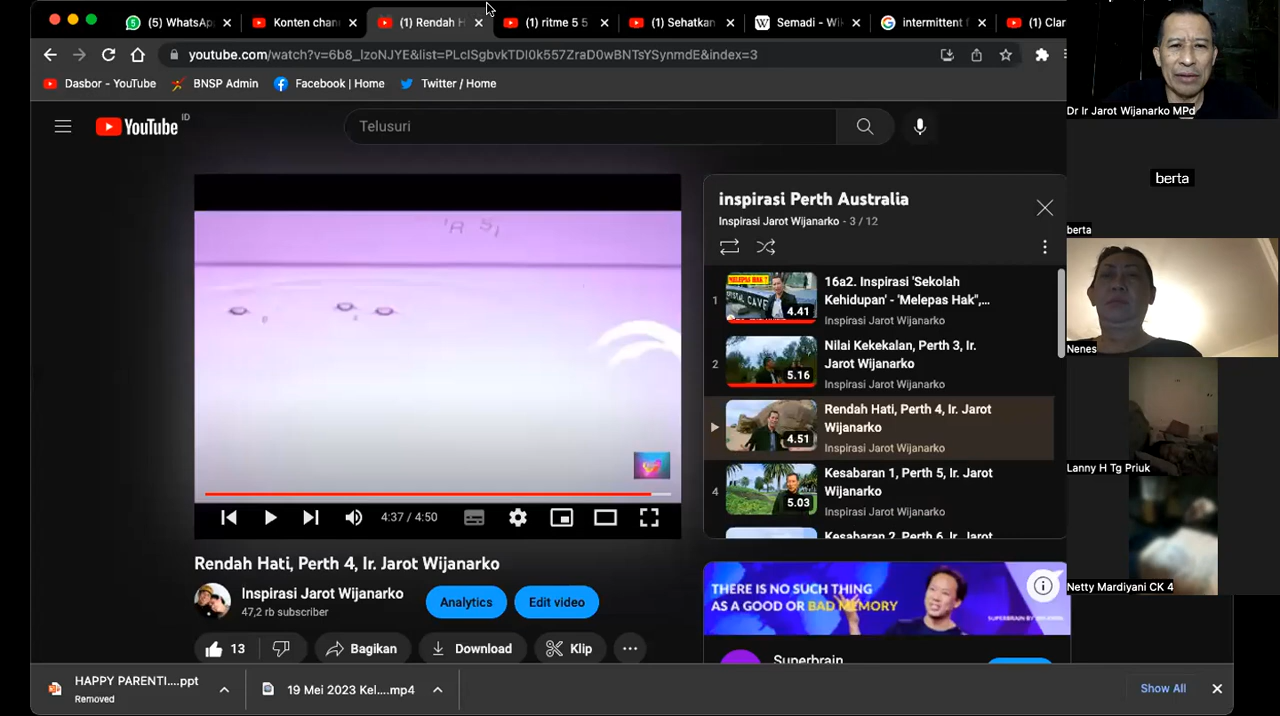 (5) WhatsAp
Konten chan
(1) Rendah H
(1) ritme 5 5
(1) Sehatkan
Semadi - Wik
intermittent f
(1) Clar
youtube.com/watch?v=6b8_lzoNJYE&list=PLcISgbvkTDI0k557ZraD0wBNTsYSynmdE&index=3
Dasbor - YouTube
BNSP Admin
Facebook | Home
Twitter / Home
Dr Ir Jarot Wijanarko MPd
YouTube ID
Telusuri
berta
berta
inspirasi Perth Australia
Inspirasi Jarot Wijanarko - 3 / 12
1
4.41
16a2. Inspirasi 'Sekolah
Kehidupan' - 'Melepas Hak",...
Inspirasi Jarot Wijanarko
2
5.16
Nilai Kekekalan, Perth 3, Ir.
Jarot Wijanarko
Inspirasi Jarot Wijanarko
Nenes
4.51
Rendah Hati, Perth 4, Ir. Jarot
Wijanarko
Inspirasi Jarot Wijanarko
Lanny H Tg Priuk
4
5.03
Kesabaran 1, Perth 5, Ir. Jarot
Wijanarko
Inspirasi Jarot Wijanarko
Kesabaran 2, Perth 6, Ir. Jarot
4:37 / 4:50
Rendah Hati, Perth 4, Ir. Jarot Wijanarko
Inspirasi Jarot Wijanarko
47,2 rb subscriber
Analytics
Edit video
THERE IS NO SUCH THING
AS A GOOD OR BAD MEMORY
Netty Mardiyani CK 4
13
Bagikan
Download
Klip
Superbrain
HAPPY PARENTI....ppt
Removed
19 Mei 2023 Kel....mp4
Show All